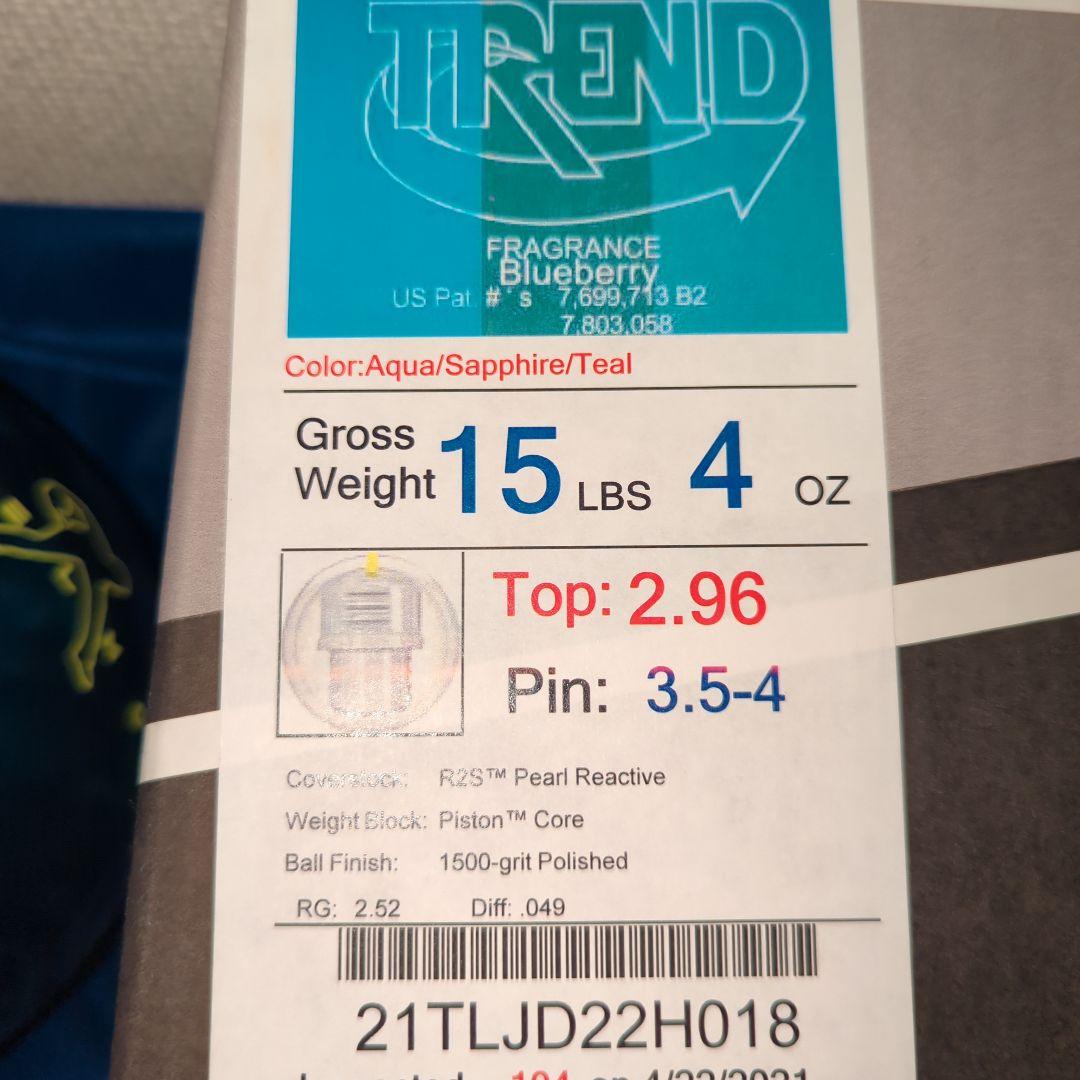 TREND
FRAGRANCE
Blueberry
US Pat. #'s 7,699,713 B2
7,803,058
Color:Aqua/Sapphire/Teal
Gross Weight 15 LBS 4 OZ
Top: 2.96
Pin: 3.5-4
Coverstock: R2S™ Pearl Reactive
Weight Block: Piston™ Core
Ball Finish: 1500-grit Polished
RG: 2.52 Diff: .049
21TLJD22H018